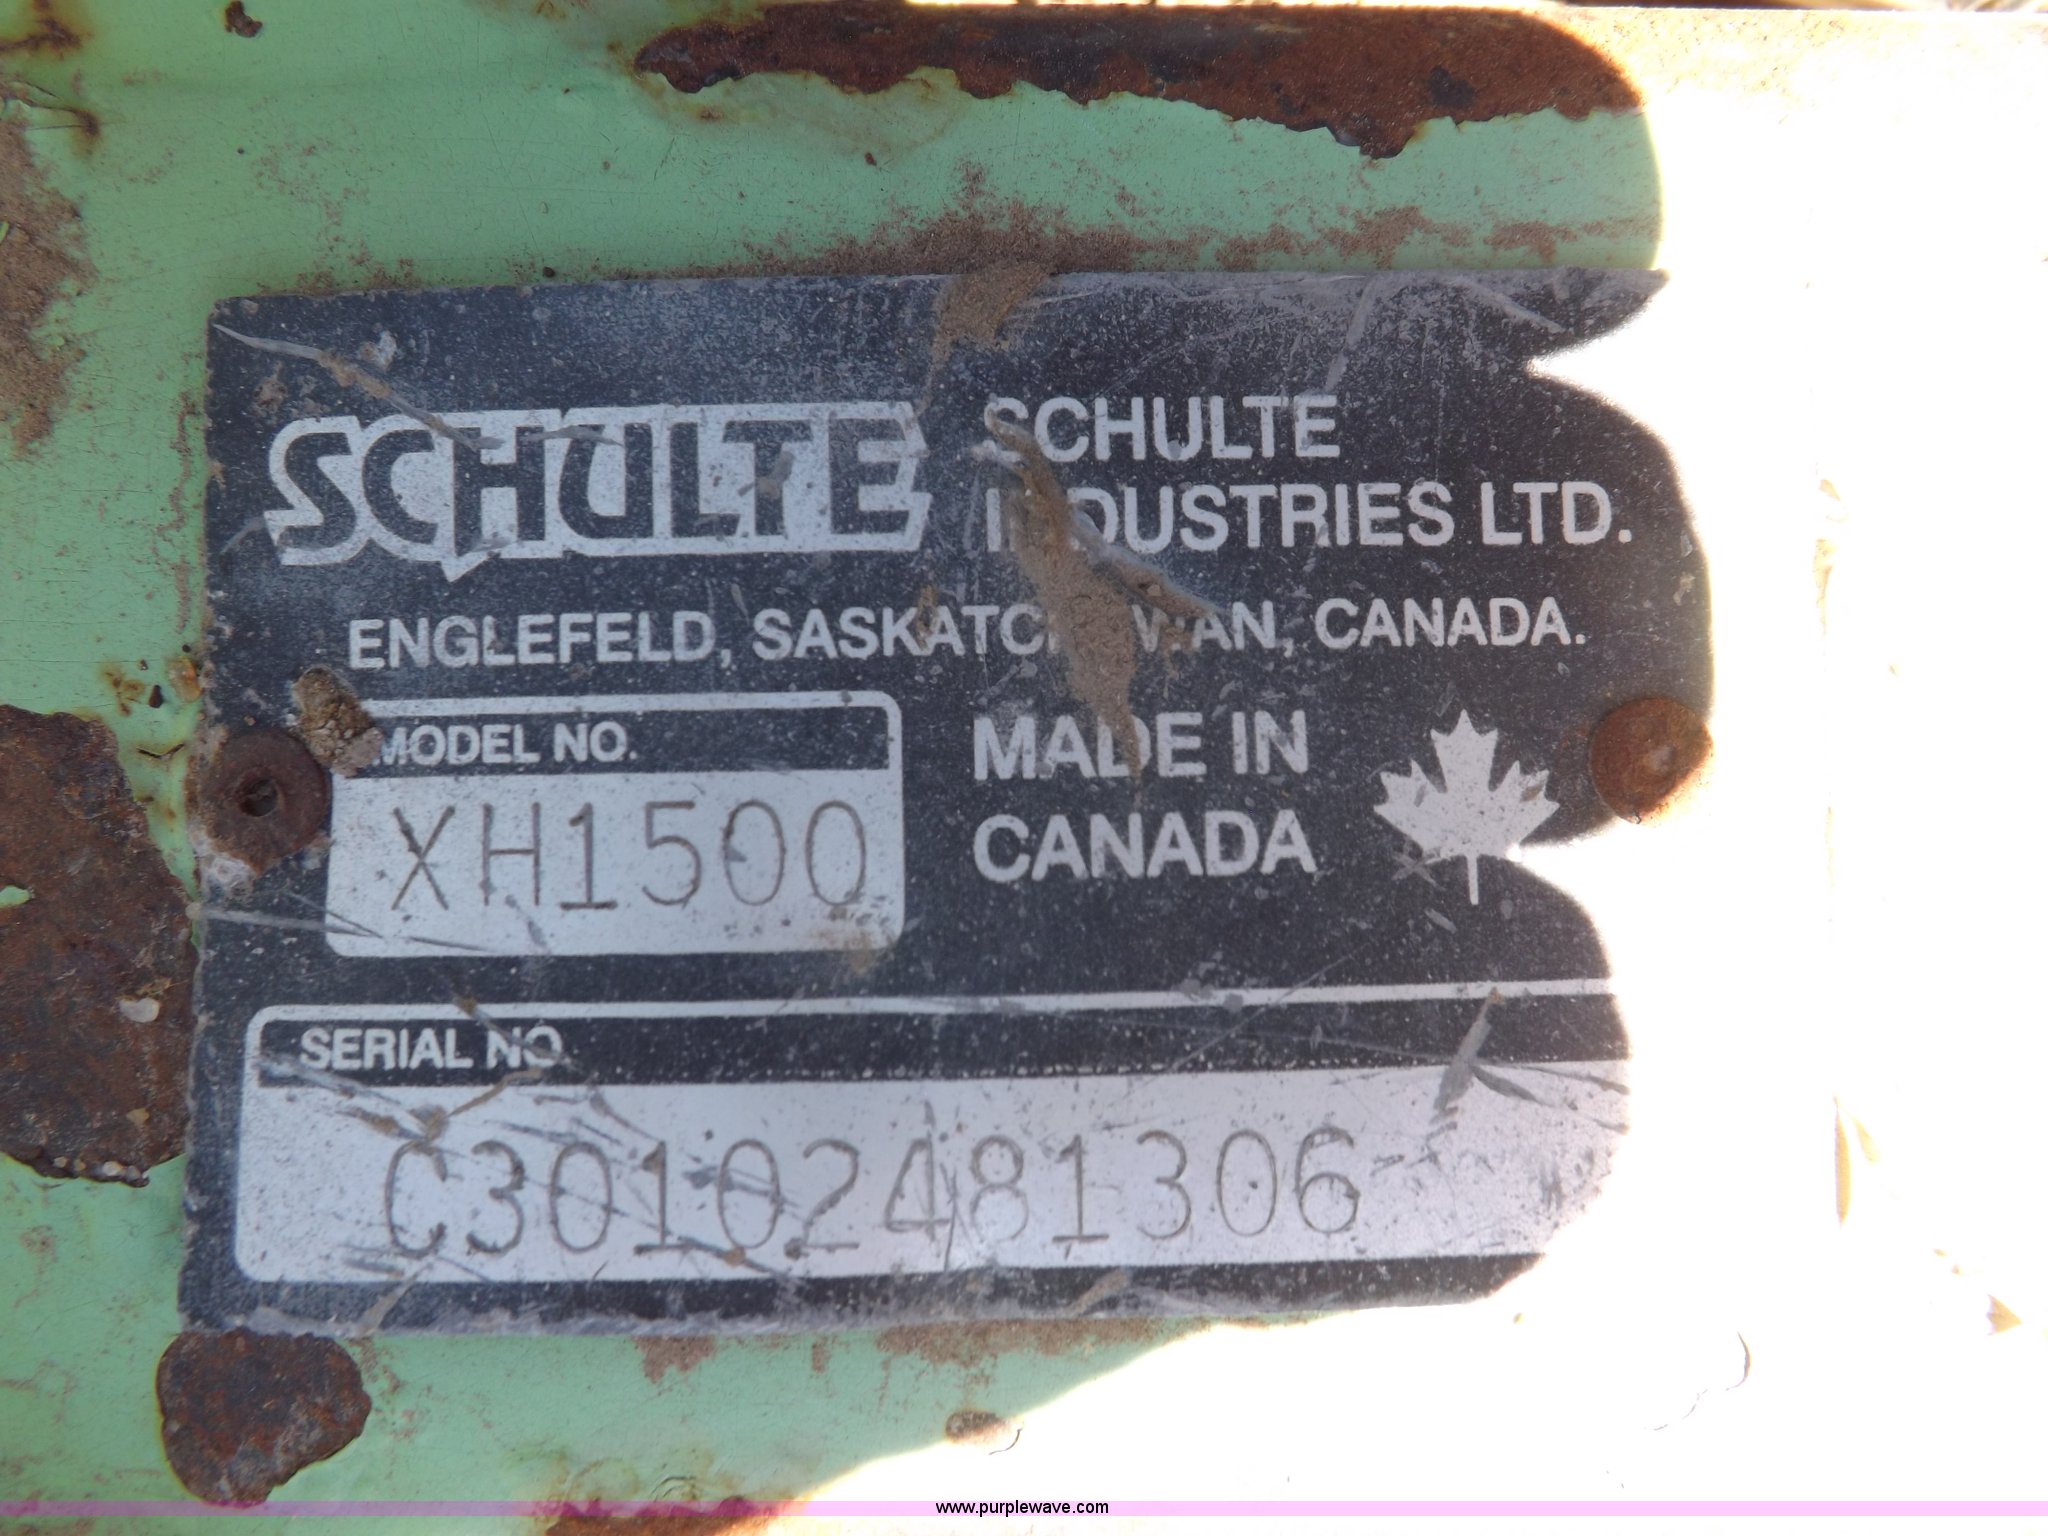 SCHULTE
SCHULTE
INDUSTRIES LTD.
ENGLEFELD, SASKATCHEWAN, CANADA.
MODEL NO.
XH1500
MADE IN
CANADA
SERIAL NO.
C30102481306
www.purplewave.com